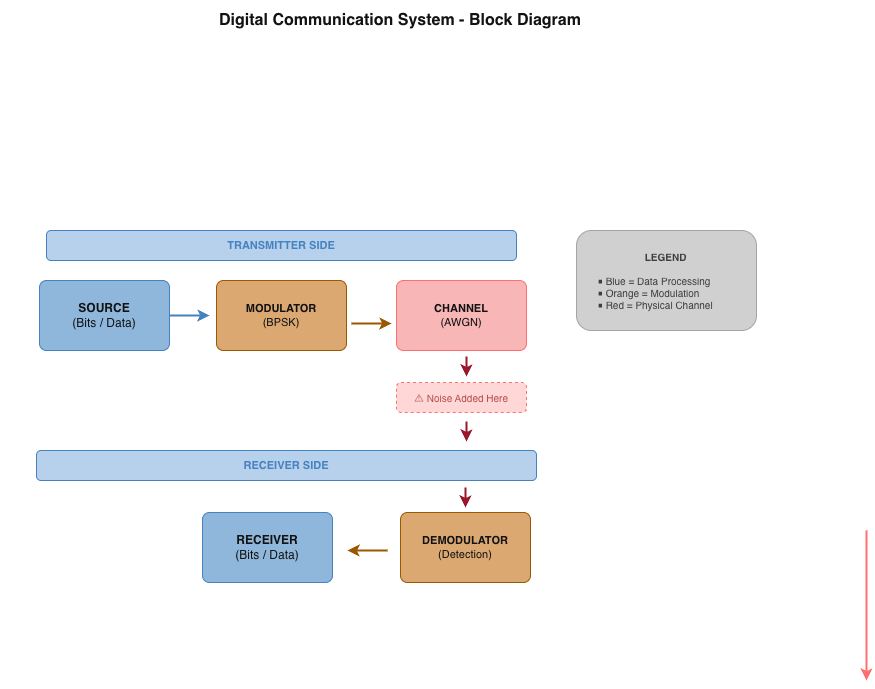 Digital Communication System - Block Diagram
TRANSMITTER SIDE
SOURCE
(Bits / Data)
MODULATOR
(BPSK)
CHANNEL
(AWGN)
LEGEND
▪ Blue = Data Processing
▪ Orange = Modulation
▪ Red = Physical Channel
⚠ Noise Added Here
RECEIVER SIDE
RECEIVER
(Bits / Data)
DEMODULATOR
(Detection)